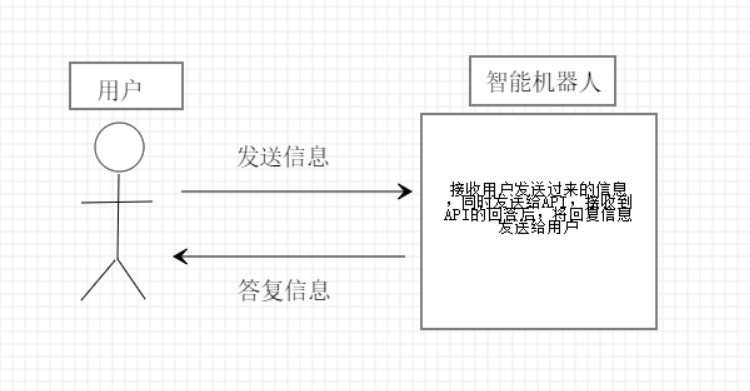 用户
智能机器人
发送信息
接收用户发送过来的信息
，同时发送给API，接收到
API的回答后，将回复信息
发送给用户
答复信息